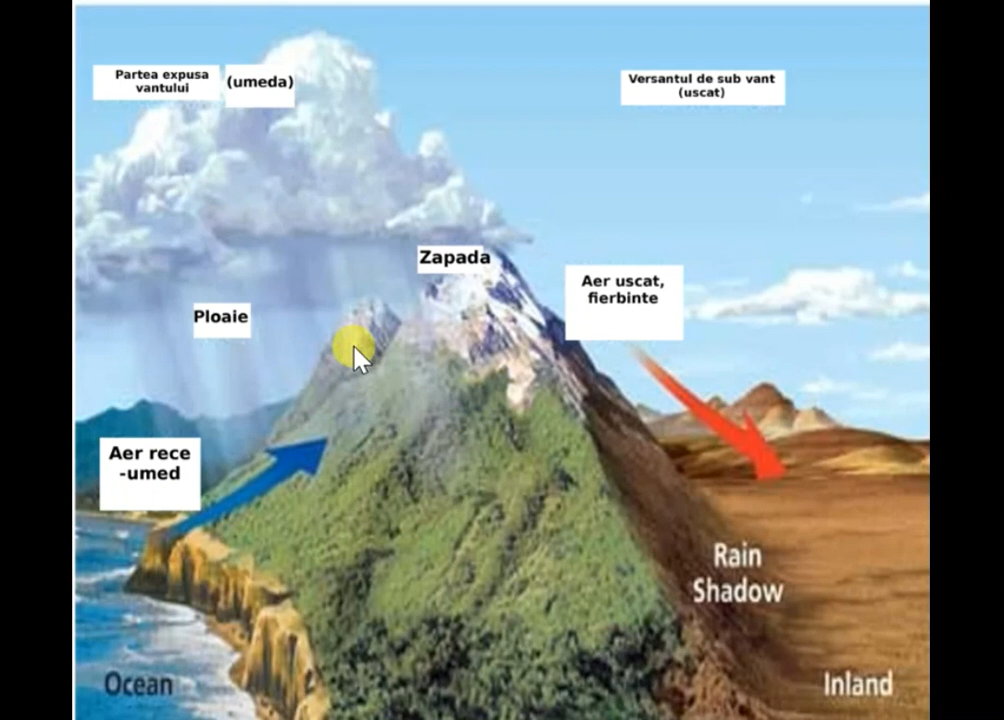 Partea expusa
vantului
(umeda)
Versantul de sub vant
(uscat)
Zapada
Aer uscat,
fierbinte
Ploaie
Aer rece
-umed
Rain
Shadow
Ocean
Inland